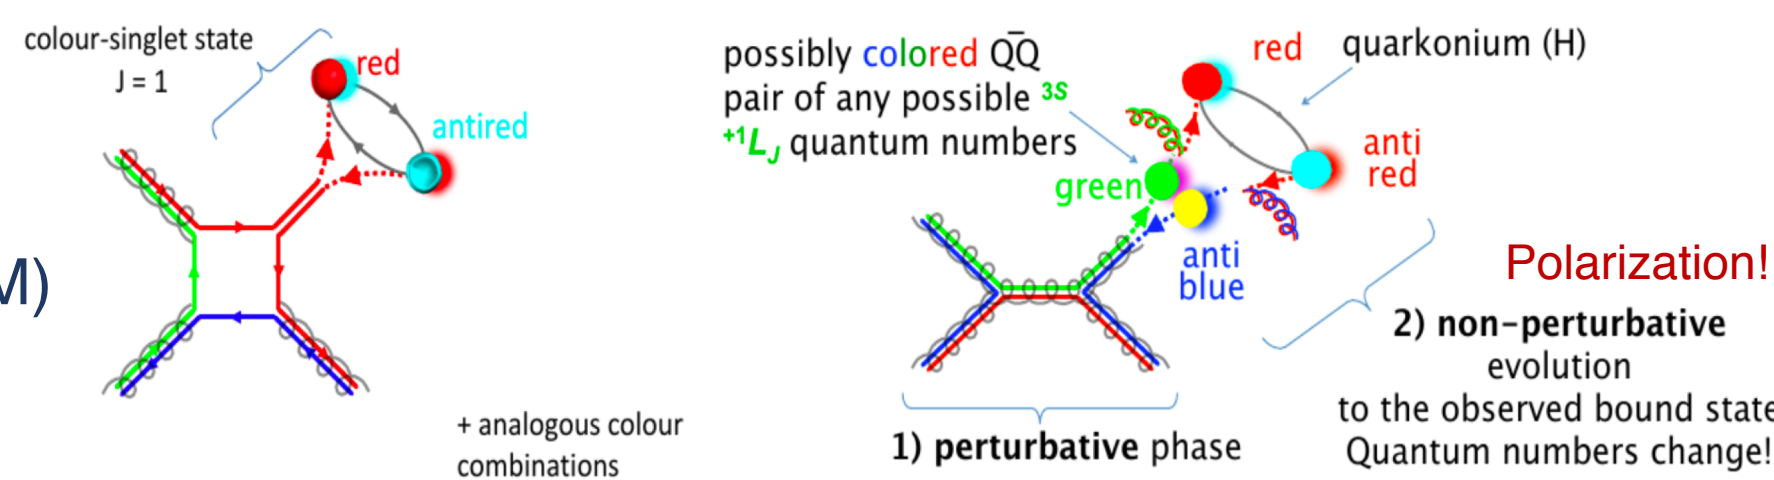 colour-singlet state
J = 1
red
antired
M)
+ analogous colour
combinations
possibly colored QQ̄
pair of any possible ³ˢ
⁺¹L_J quantum numbers
red
quarkonium (H)
anti
red
green
anti
blue
Polarization!
1) perturbative phase
2) non-perturbative
evolution
to the observed bound state
Quantum numbers change!